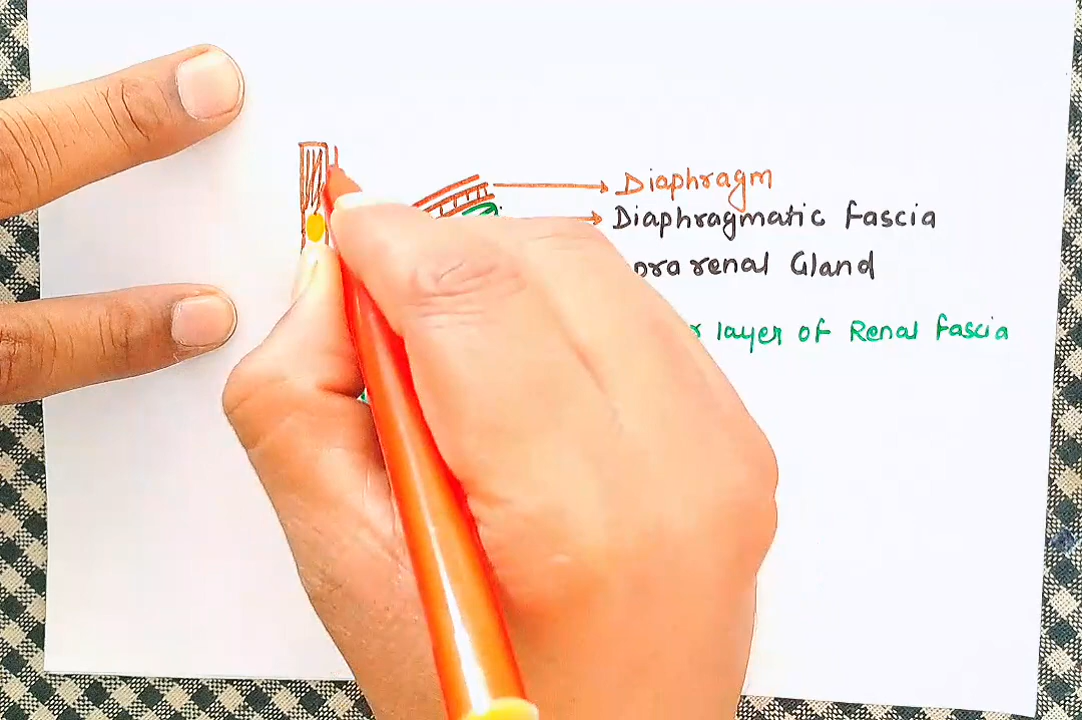 Diaphragm
Diaphragmatic fascia
renal Gland
layer of Renal fascia